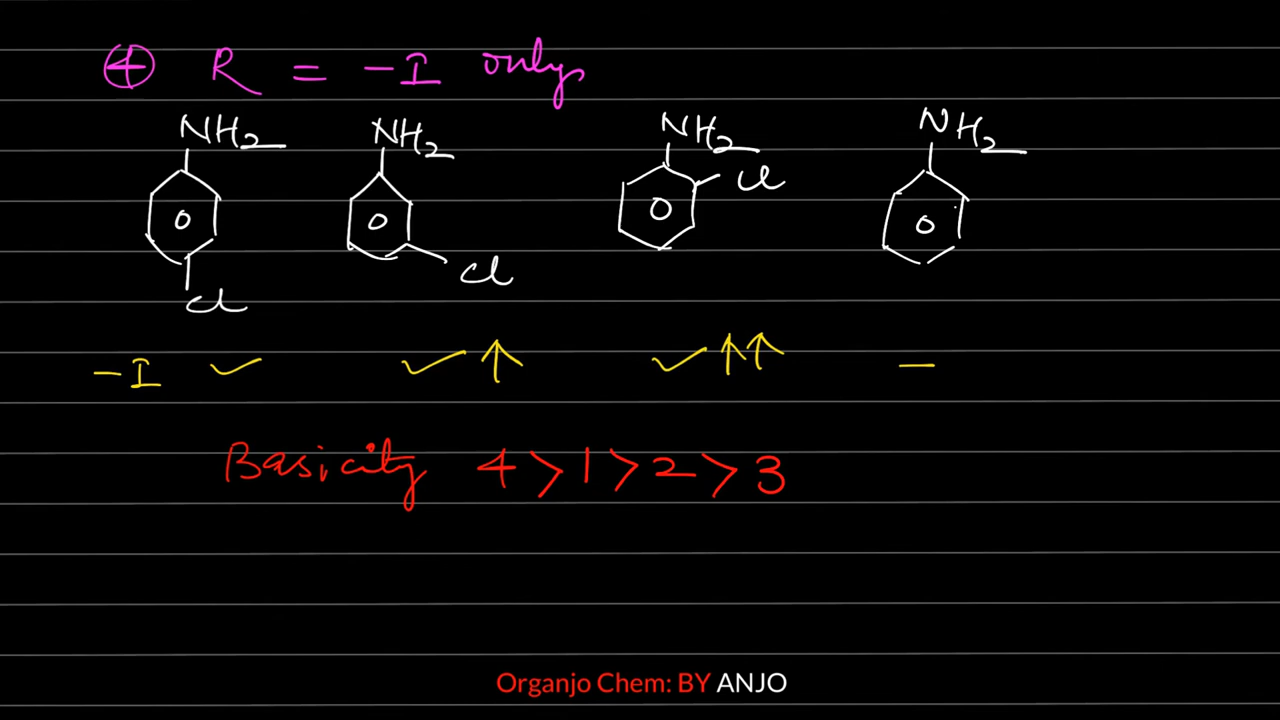 ④ R = -I only
NH2 NH2 NH2 NH2
Cl Cl Cl
-I ✓ ✓↑ ✓↑↑ —
Basicity 4 > 1 > 2 > 3
Organjo Chem: BY ANJO